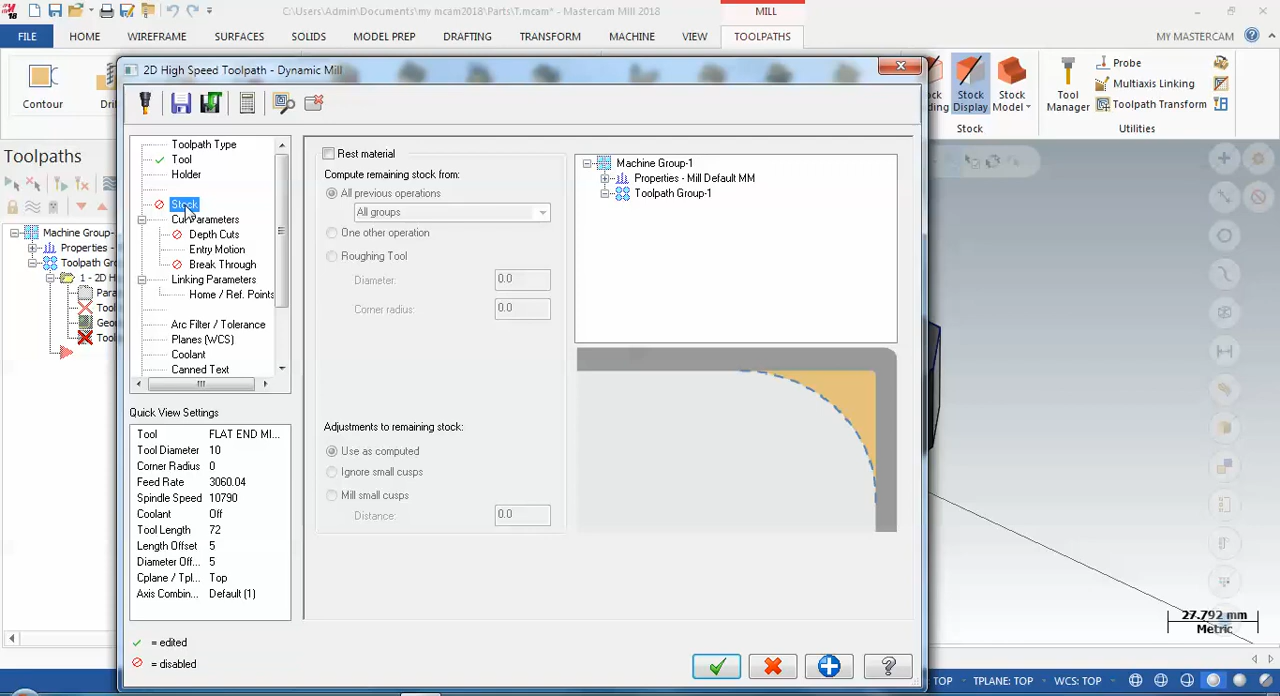 C:\Users\Admin\Documents\my mcam2018\Parts\T.mcam* - Mastercam Mill 2018
MILL
FILE HOME WIREFRAME SURFACES SOLIDS MODEL PREP DRAFTING TRANSFORM MACHINE VIEW TOOLPATHS MY MASTERCAM
2D High Speed Toolpath - Dynamic Mill
Contour
Stock Display
Stock Model
Stock
Tool Manager
Probe
Multiaxis Linking
Toolpath Transform
Utilities
Toolpaths
Machine Group-
Properties -
1 - 2D H
Toolpath Type
Tool
Holder
Stock
Cut Parameters
Depth Cuts
Entry Motion
Break Through
Linking Parameters
Home / Ref. Points
Arc Filter / Tolerance
Planes (WCS)
Coolant
Canned Text
Quick View Settings
Tool FLAT END MI...
Tool Diameter 10
Corner Radius 0
Feed Rate 3060.04
Spindle Speed 10790
Coolant Off
Tool Length 72
Length Offset 5
Diameter Off... 5
Cplane / Tpl... Top
Axis Combin... Default (1)
= edited
= disabled
Rest material
Compute remaining stock from:
All previous operations
All groups
One other operation
Roughing Tool
Diameter: 0.0
Corner radius: 0.0
Adjustments to remaining stock:
Use as computed
Ignore small cusps
Mill small cusps
Distance: 0.0
Machine Group-1
Properties - Mill Default MM
Toolpath Group-1
27.792 mm
Metric
TOP TPLANE: TOP WCS: TOP